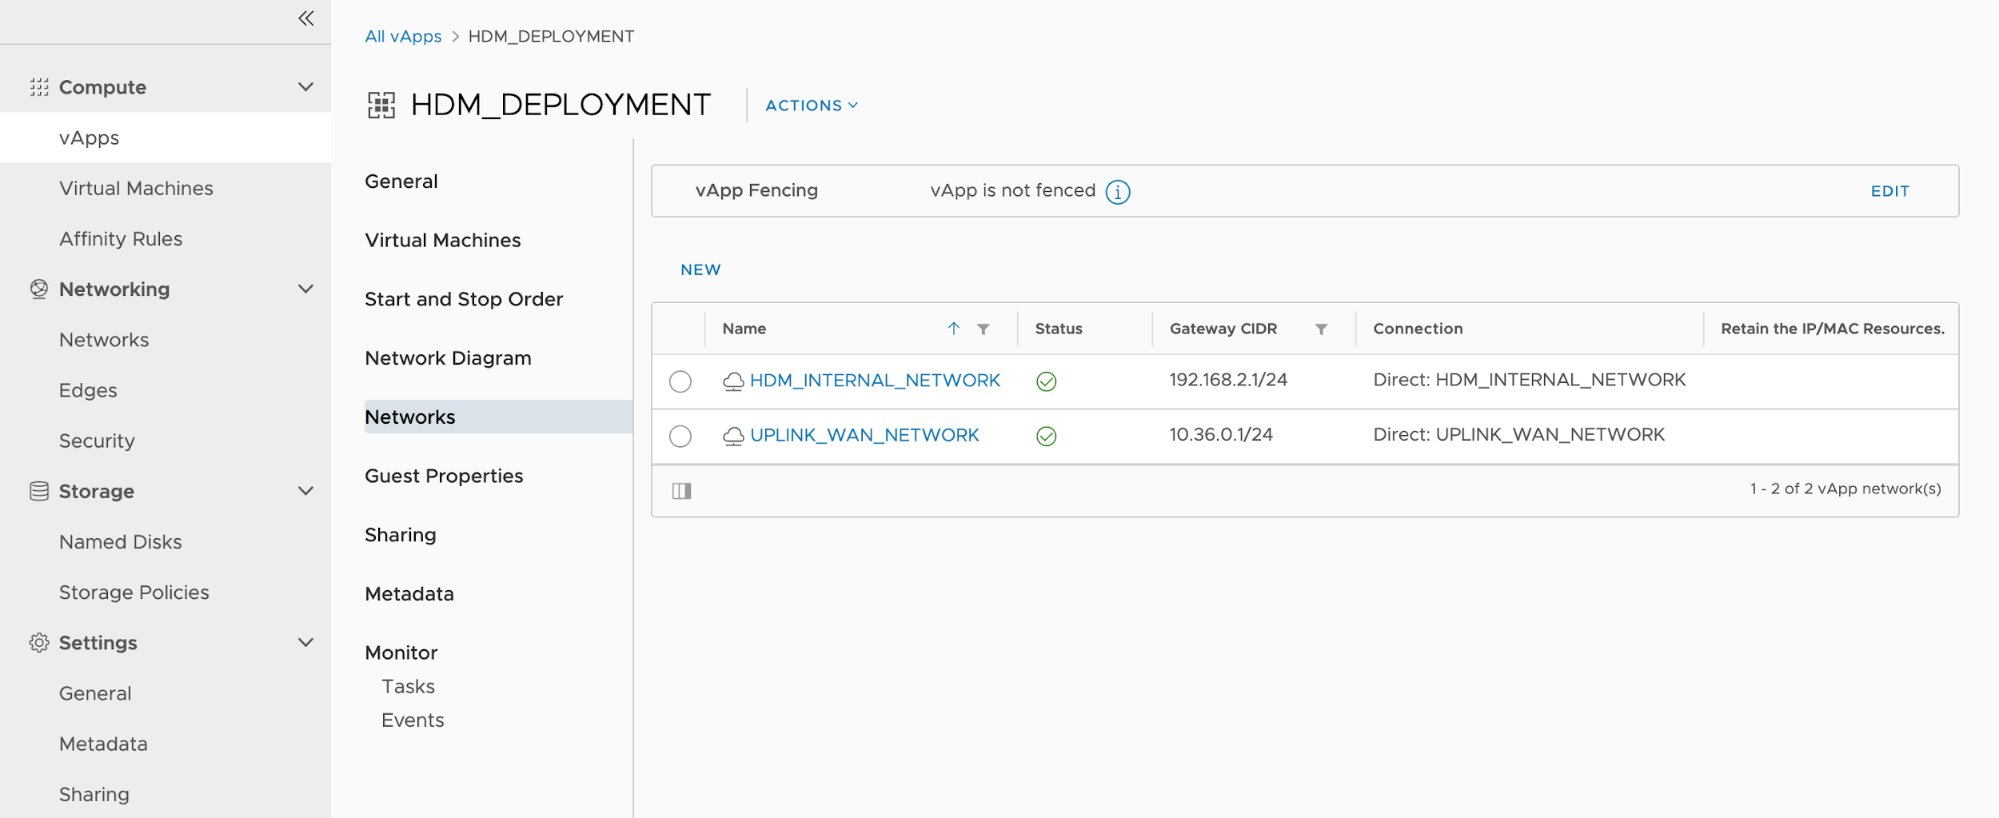 Compute
vApps
Virtual Machines
Affinity Rules
Networking
Networks
Edges
Security
Storage
Named Disks
Storage Policies
Settings
General
Metadata
Sharing
All vApps > HDM_DEPLOYMENT
HDM_DEPLOYMENT ACTIONS
General
Virtual Machines
Start and Stop Order
Network Diagram
Networks
Guest Properties
Sharing
Metadata
Monitor
Tasks
Events
vApp Fencing vApp is not fenced EDIT
NEW
Name Status Gateway CIDR Connection Retain the IP/MAC Resources.
HDM_INTERNAL_NETWORK 192.168.2.1/24 Direct: HDM_INTERNAL_NETWORK
UPLINK_WAN_NETWORK 10.36.0.1/24 Direct: UPLINK_WAN_NETWORK
1 - 2 of 2 vApp network(s)